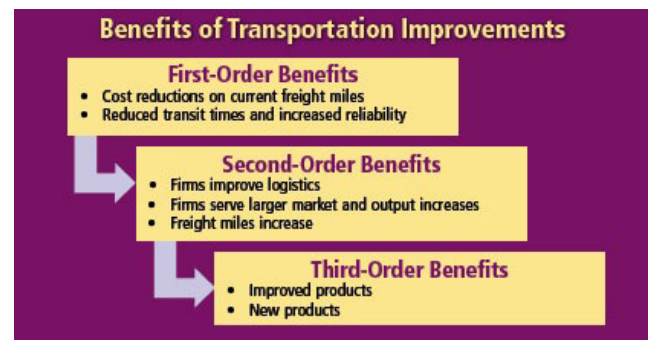 Benefits of Transportation Improvements
First-Order Benefits
• Cost reductions on current freight miles
• Reduced transit times and increased reliability
Second-Order Benefits
• Firms improve logistics
• Firms serve larger market and output increases
• Freight miles increase
Third-Order Benefits
• Improved products
• New products